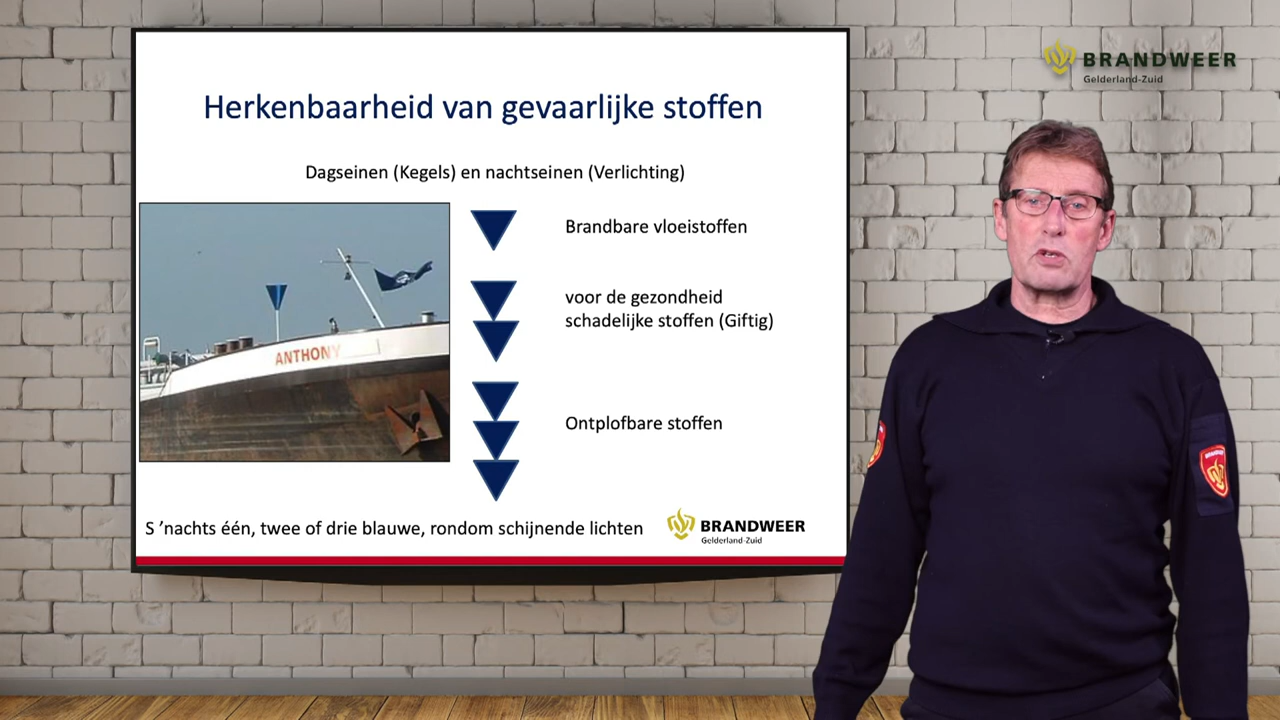 BRANDWEER
Gelderland-Zuid
Herkenbaarheid van gevaarlijke stoffen
Dagseinen (Kegels) en nachtseinen (Verlichting)
Brandbare vloeistoffen
voor de gezondheid
schadelijke stoffen (Giftig)
ANTHONY
Ontplofbare stoffen
S ’nachts één, twee of drie blauwe, rondom schijnende lichten
BRANDWEER
Gelderland-Zuid
BRANDWEER